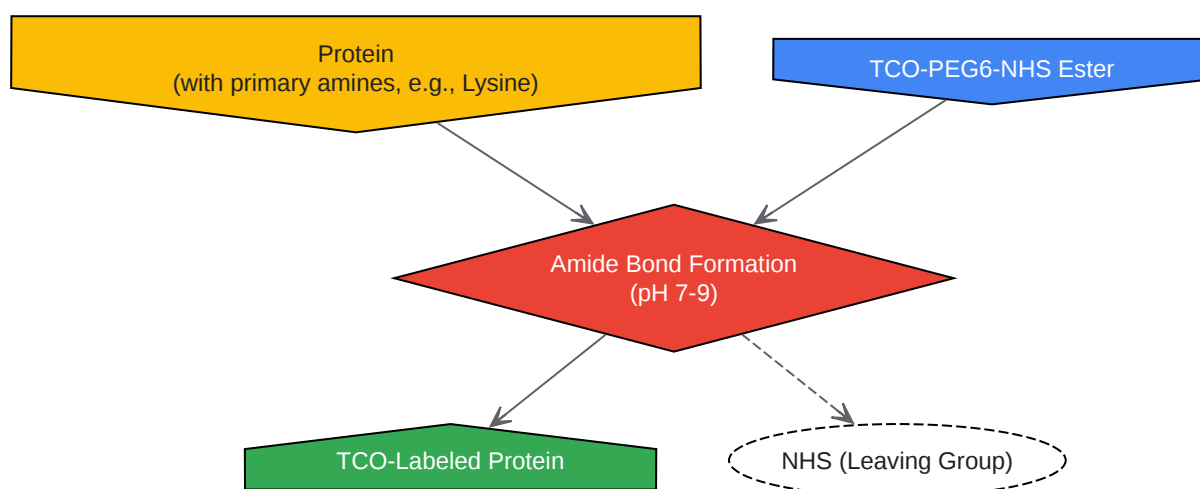 Protein
(with primary amines, e.g., Lysine)
TCO-PEG6-NHS Ester
Amide Bond Formation
(pH 7-9)
TCO-Labeled Protein
NHS (Leaving Group)